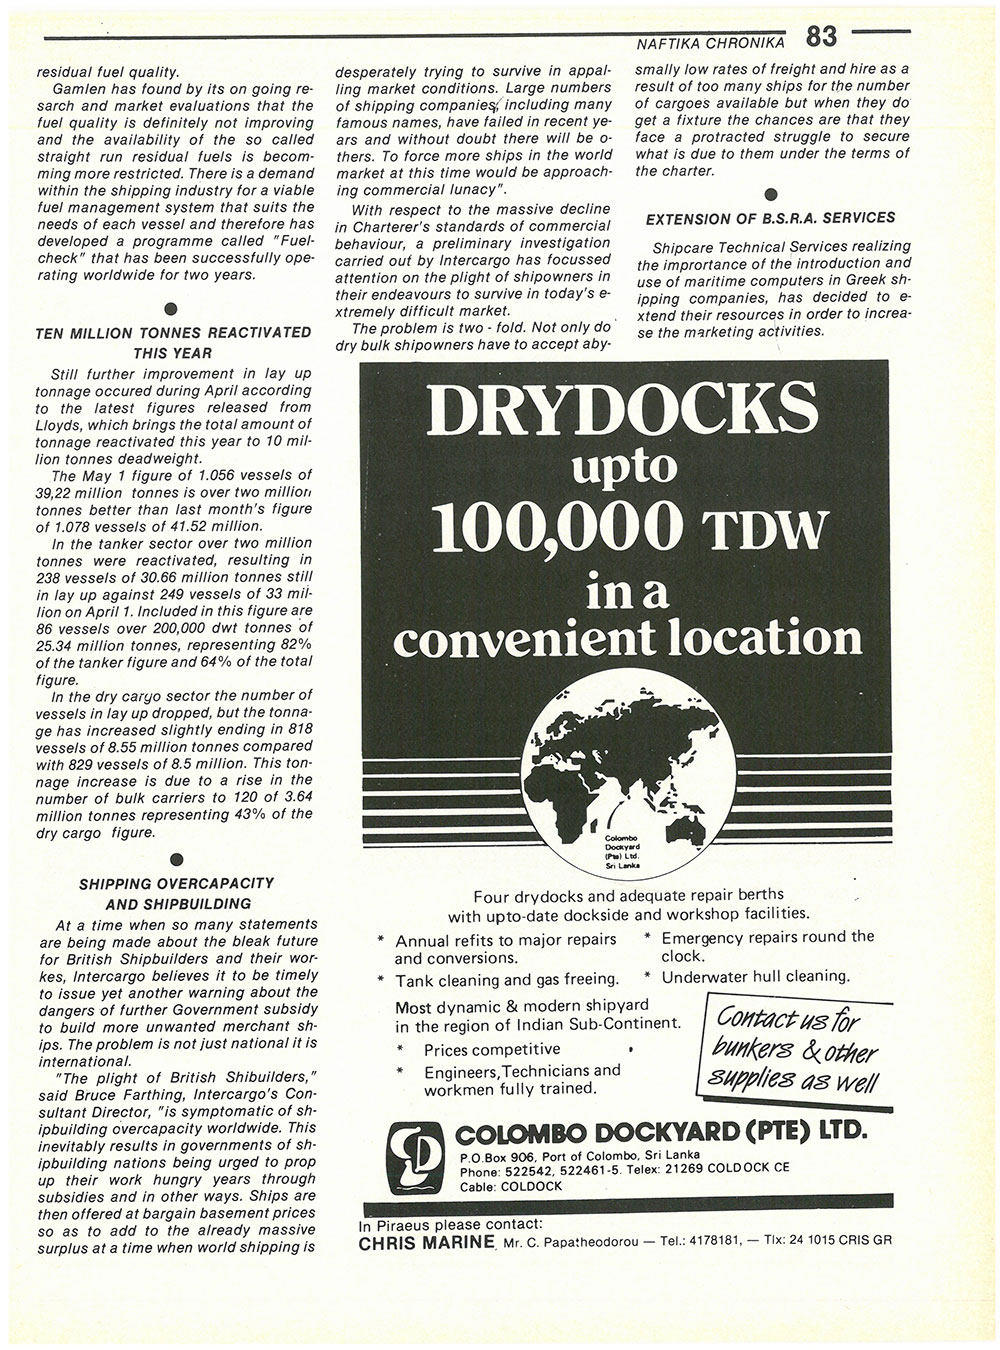 NAFTIKA CHRONIKA 83
residual fuel quality.
Gamlen has found by its on going re-
sarch and market evaluations that the
fuel quality is definitely not improving
and the availability of the so called
straight run residual fuels is becom-
ming more restricted. There is a demand
within the shipping industry for a viable
fuel management system that suits the
needs of each vessel and therefore has
developed a programme called "Fuel-
check" that has been successfully ope-
rating worldwide for two years.
TEN MILLION TONNES REACTIVATED
THIS YEAR
Still further improvement in lay up
tonnage occured during April according
to the latest figures released from
Lloyds, which brings the total amount of
tonnage reactivated this year to 10 mil-
lion tonnes deadweight.
The May 1 figure of 1.056 vessels of
39,22 million tonnes is over two million
tonnes better than last month's figure
of 1.078 vessels of 41.52 million.
In the tanker sector over two million
tonnes were reactivated, resulting in
238 vessels of 30.66 million tonnes still
in lay up against 249 vessels of 33 mil-
lion on April 1. Included in this figure are
86 vessels over 200,000 dwt tonnes of
25.34 million tonnes, representing 82%
of the tanker figure and 64% of the total
figure.
In the dry cargo sector the number of
vessels in lay up dropped, but the tonna-
ge has increased slightly ending in 818
vessels of 8.55 million tonnes compared
with 829 vessels of 8.5 million. This ton-
nage increase is due to a rise in the
number of bulk carriers to 120 of 3.64
million tonnes representing 43% of the
dry cargo figure.
SHIPPING OVERCAPACITY
AND SHIPBUILDING
At a time when so many statements
are being made about the bleak future
for British Shipbuilders and their wor-
kes, Intercargo believes it to be timely
to issue yet another warning about the
dangers of further Government subsidy
to build more unwanted merchant sh-
ips. The problem is not just national it is
international.
"The plight of British Shibuilders,"
said Bruce Farthing, Intercargo's Con-
sultant Director, "is symptomatic of sh-
ipbuilding overcapacity worldwide. This
inevitably results in governments of sh-
ipbuilding nations being urged to prop
up their work hungry years through
subsidies and in other ways. Ships are
then offered at bargain basement prices
so as to add to the already massive
surplus at a time when world shipping is
desperately trying to survive in appal-
ling market conditions. Large numbers
of shipping companies, including many
famous names, have failed in recent ye-
ars and without doubt there will be o-
thers. To force more ships in the world
market at this time would be approach-
ing commercial lunacy".
With respect to the massive decline
in Charterer's standards of commercial
behaviour, a preliminary investigation
carried out by Intercargo has focussed
attention on the plight of shipowners in
their endeavours to survive in today's e-
xtremely difficult market.
The problem is two - fold. Not only do
dry bulk shipowners have to accept aby-
smally low rates of freight and hire as a
result of too many ships for the number
of cargoes available but when they do
get a fixture the chances are that they
face a protracted struggle to secure
what is due to them under the terms of
the charter.
EXTENSION OF B.S.R.A. SERVICES
Shipcare Technical Services realizing
the imprortance of the introduction and
use of maritime computers in Greek sh-
ipping companies, has decided to e-
xtend their resources in order to increa-
se the marketing activities.
DRYDOCKS
upto
100,000 TDW
in a
convenient location
Colombo
Dockyard
(Pte) Ltd.
Sri Lanka
Four drydocks and adequate repair berths
with upto-date dockside and workshop facilities.
* Annual refits to major repairs
and conversions.
* Tank cleaning and gas freeing.
* Emergency repairs round the
clock.
* Underwater hull cleaning.
Most dynamic & modern shipyard
in the region of Indian Sub-Continent.
* Prices competitive
* Engineers, Technicians and
workmen fully trained.
Contact us for
bunkers & other
supplies as well
CD
COLOMBO DOCKYARD (PTE) LTD.
P.O.Box 906, Port of Colombo, Sri Lanka
Phone: 522542, 522461-5. Telex: 21269 COLDOCK CE
Cable: COLDOCK
In Piraeus please contact:
CHRIS MARINE, Mr. C. Papatheodorou — Tel.: 4178181, — Tlx: 24 1015 CRIS GR